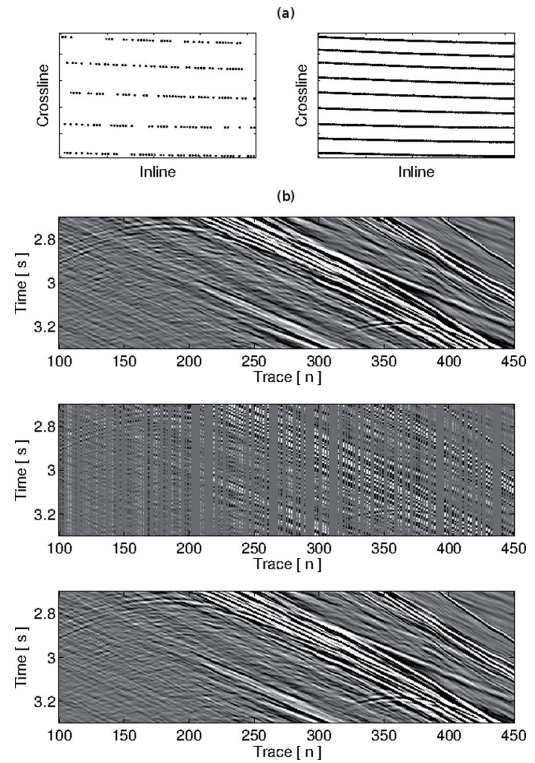 (a)
Crossline
Inline
Crossline
Inline
(b)
Time [ s ]
2.8
3
3.2
100 150 200 250 300 350 400 450
Trace [ n ]
Time [ s ]
2.8
3
3.2
100 150 200 250 300 350 400 450
Trace [ n ]
Time [ s ]
2.8
3
3.2
100 150 200 250 300 350 400 450
Trace [ n ]